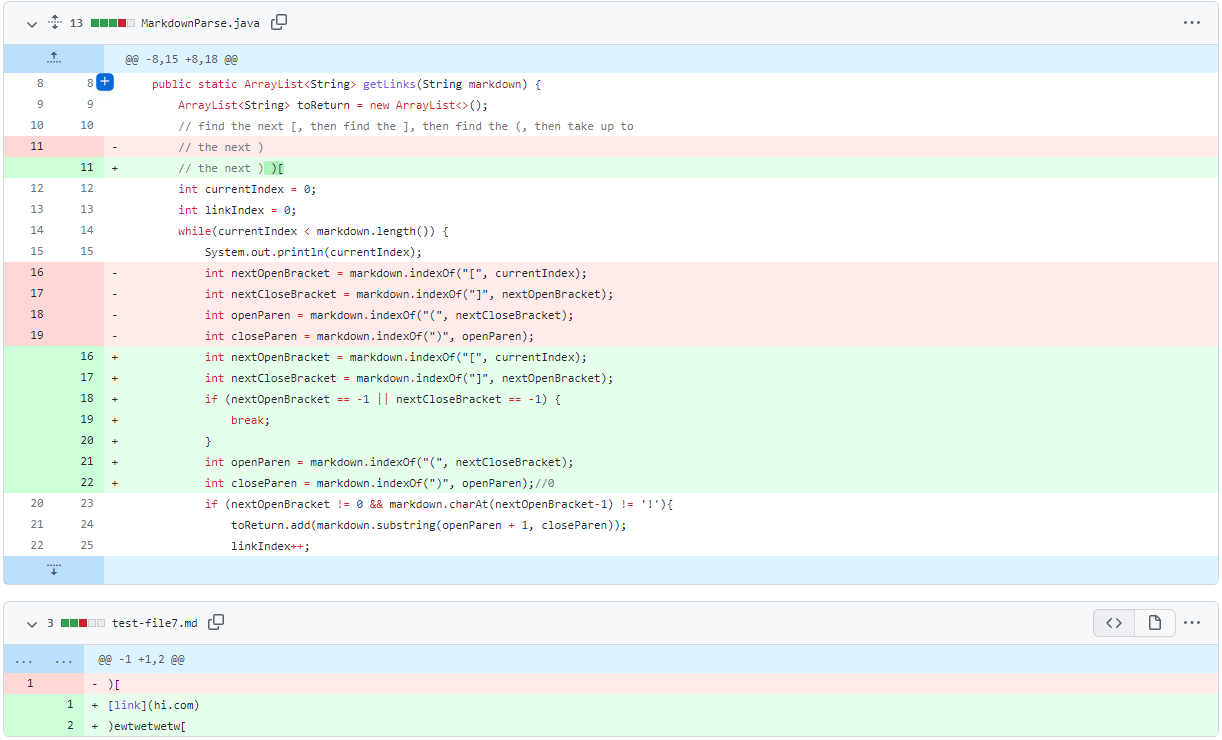 13 MarkdownParse.java ...
@@ -8,15 +8,18 @@
8 8 + public static ArrayList<String> getLinks(String markdown) {
9 9 ArrayList<String> toReturn = new ArrayList<>();
10 10 // find the next [, then find the ], then find the (, then take up to
11 - // the next )
11 + // the next ) )[
12 12 int currentIndex = 0;
13 13 int linkIndex = 0;
14 14 while(currentIndex < markdown.length()) {
15 15 System.out.println(currentIndex);
16 - int nextOpenBracket = markdown.indexOf("[", currentIndex);
17 - int nextCloseBracket = markdown.indexOf("]", nextOpenBracket);
18 - int openParen = markdown.indexOf("(", nextCloseBracket);
19 - int closeParen = markdown.indexOf(")", openParen);
16 + int nextOpenBracket = markdown.indexOf("[", currentIndex);
17 + int nextCloseBracket = markdown.indexOf("]", nextOpenBracket);
18 + if (nextOpenBracket == -1 || nextCloseBracket == -1) {
19 + break;
20 + }
21 + int openParen = markdown.indexOf("(", nextCloseBracket);
22 + int closeParen = markdown.indexOf(")", openParen);//0
20 23 if (nextOpenBracket != 0 && markdown.charAt(nextOpenBracket-1) != '!'){
21 24 toReturn.add(markdown.substring(openParen + 1, closeParen));
22 25 linkIndex++;
3 test-file7.md <> ...
... ... @@ -1 +1,2 @@
1 - )[
1 + [link](hi.com)
2 + )ewtwetwetw[